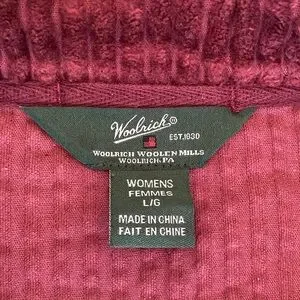 Woolrich®
EST.1830
WOOLRICH WOOLEN MILLS
WOOLRICH, PA
WOMENS
FEMMES
L/G
MADE IN CHINA
FAIT EN CHINE